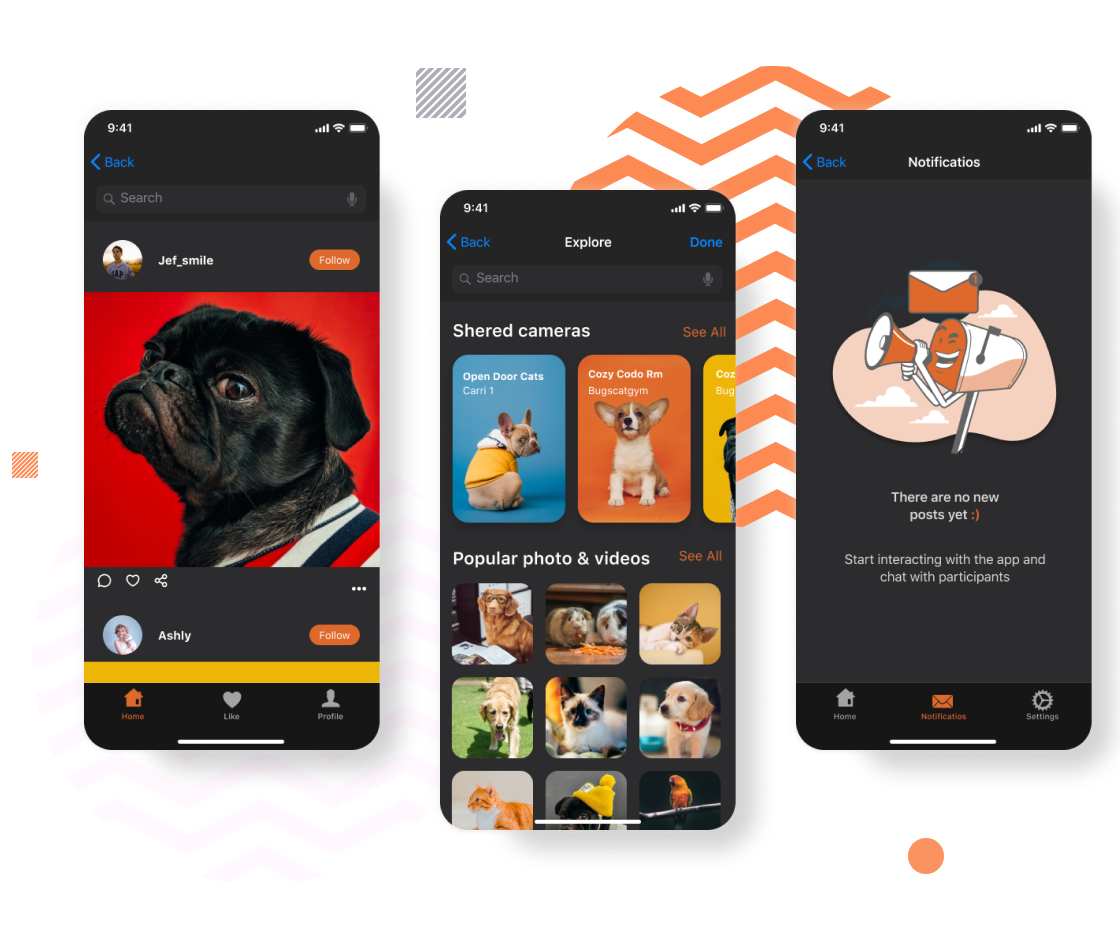 9:41
Back
Search
Jef_smile
Follow
Ashly
Follow
Home
Like
Profile
9:41
Back
Explore
Done
Search
Shared cameras
See All
Open Door Cats
Carri 1
Cozy Codo Rm
Bugscatgym
Coz
Bug
Popular photo & videos
See All
9:41
Back
Notificatios
1
There are no new
posts yet :)
Start interacting with the app and
chat with participants
Home
Notificatios
Settings